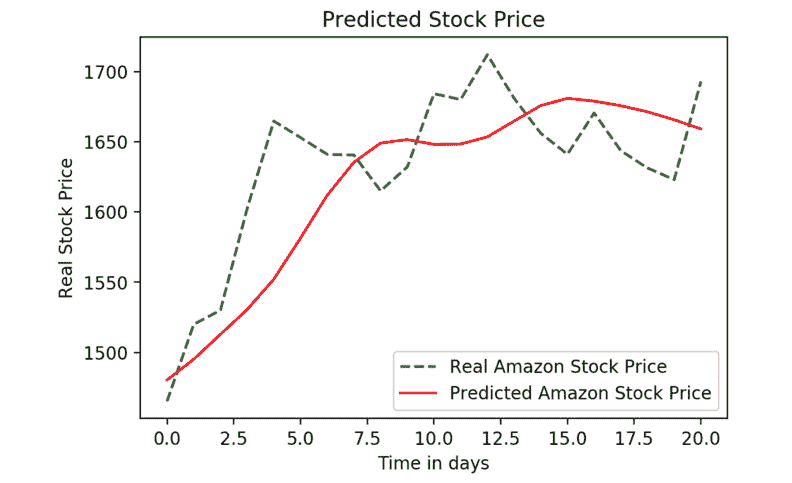 Predicted Stock Price
Real Stock Price
1700
1650
1600
1550
1500
Real Amazon Stock Price
Predicted Amazon Stock Price
0.0 2.5 5.0 7.5 10.0 12.5 15.0 17.5 20.0
Time in days